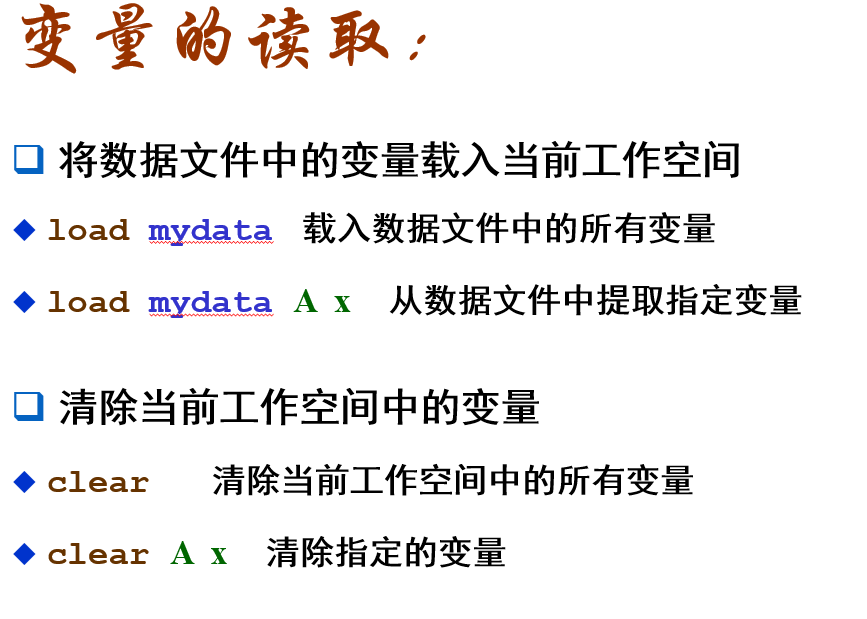 变量的读取：
将数据文件中的变量载入当前工作空间
load mydata 载入数据文件中的所有变量
load mydata A x 从数据文件中提取指定变量
清除当前工作空间中的变量
clear 清除当前工作空间中的所有变量
clear A x 清除指定的变量